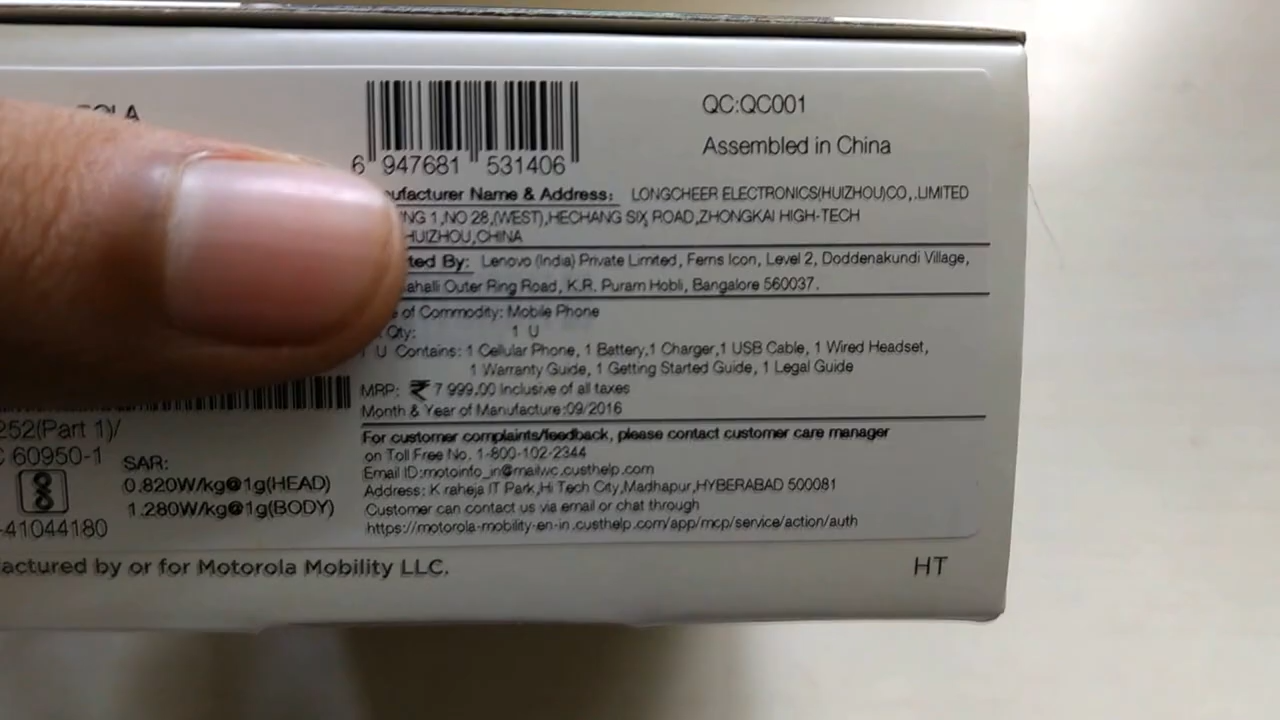 QC:QC001
Assembled in China
6 947681 531406
Name & Address: LONGCHEER ELECTRONICS(HUIZHOU)CO,.LIMITED
1,NO 28,(WEST),HECHANG SIX ROAD,ZHONGKAI HIGH-TECH
HUIZHOU,CHINA
By: Lenovo (India) Private Limited, Ferns Icon, Level 2, Doddenakundi Village,
Outer Ring Road, K.R. Puram Hobli, Bangalore 560037.
of Commodity: Mobile Phone
Qty: 1 U
U Contains: 1 Cellular Phone, 1 Battery,1 Charger,1 USB Cable, 1 Wired Headset,
1 Warranty Guide, 1 Getting Started Guide, 1 Legal Guide
MRP: ₹ 7 999.00 Inclusive of all taxes
Month & Year of Manufacture:09/2016
For customer complaints/feedback, please contact customer care manager
on Toll Free No. 1-800-102-2344
Email ID:motoinfo_in@mailwc.custhelp.com
Address: K raheja IT Park,Hi Tech City,Madhapur,HYBERABAD 500081
Customer can contact us via email or chat through
https://motorola-mobility-en-in.custhelp.com/app/mcp/service/action/auth
252(Part 1)/
60950-1
SAR:
0.820W/kg@1g(HEAD)
1.280W/kg@1g(BODY)
-41044180
by or for Motorola Mobility LLC.
HT